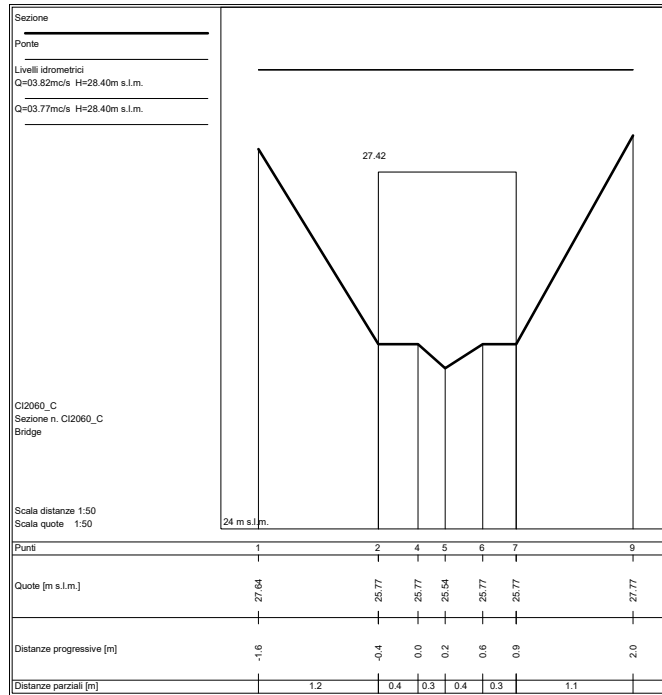 Sezione
Ponte
Livelli idrometrici
Q=03.82mc/s H=28.40m s.l.m.
Q=03.77mc/s H=28.40m s.l.m.
27.42
CI2060_C
Sezione n. CI2060_C
Bridge
Scala distanze 1:50
Scala quote 1:50
24 m s.l.m.
Punti 1 2 4 5 6 7 9
Quote [m s.l.m.] 27.64 25.77 25.77 25.54 25.77 25.77 27.77
Distanze progressive [m] -1.6 -0.4 0.0 0.2 0.6 0.9 2.0
Distanze parziali [m] 1.2 0.4 0.3 0.4 0.3 1.1